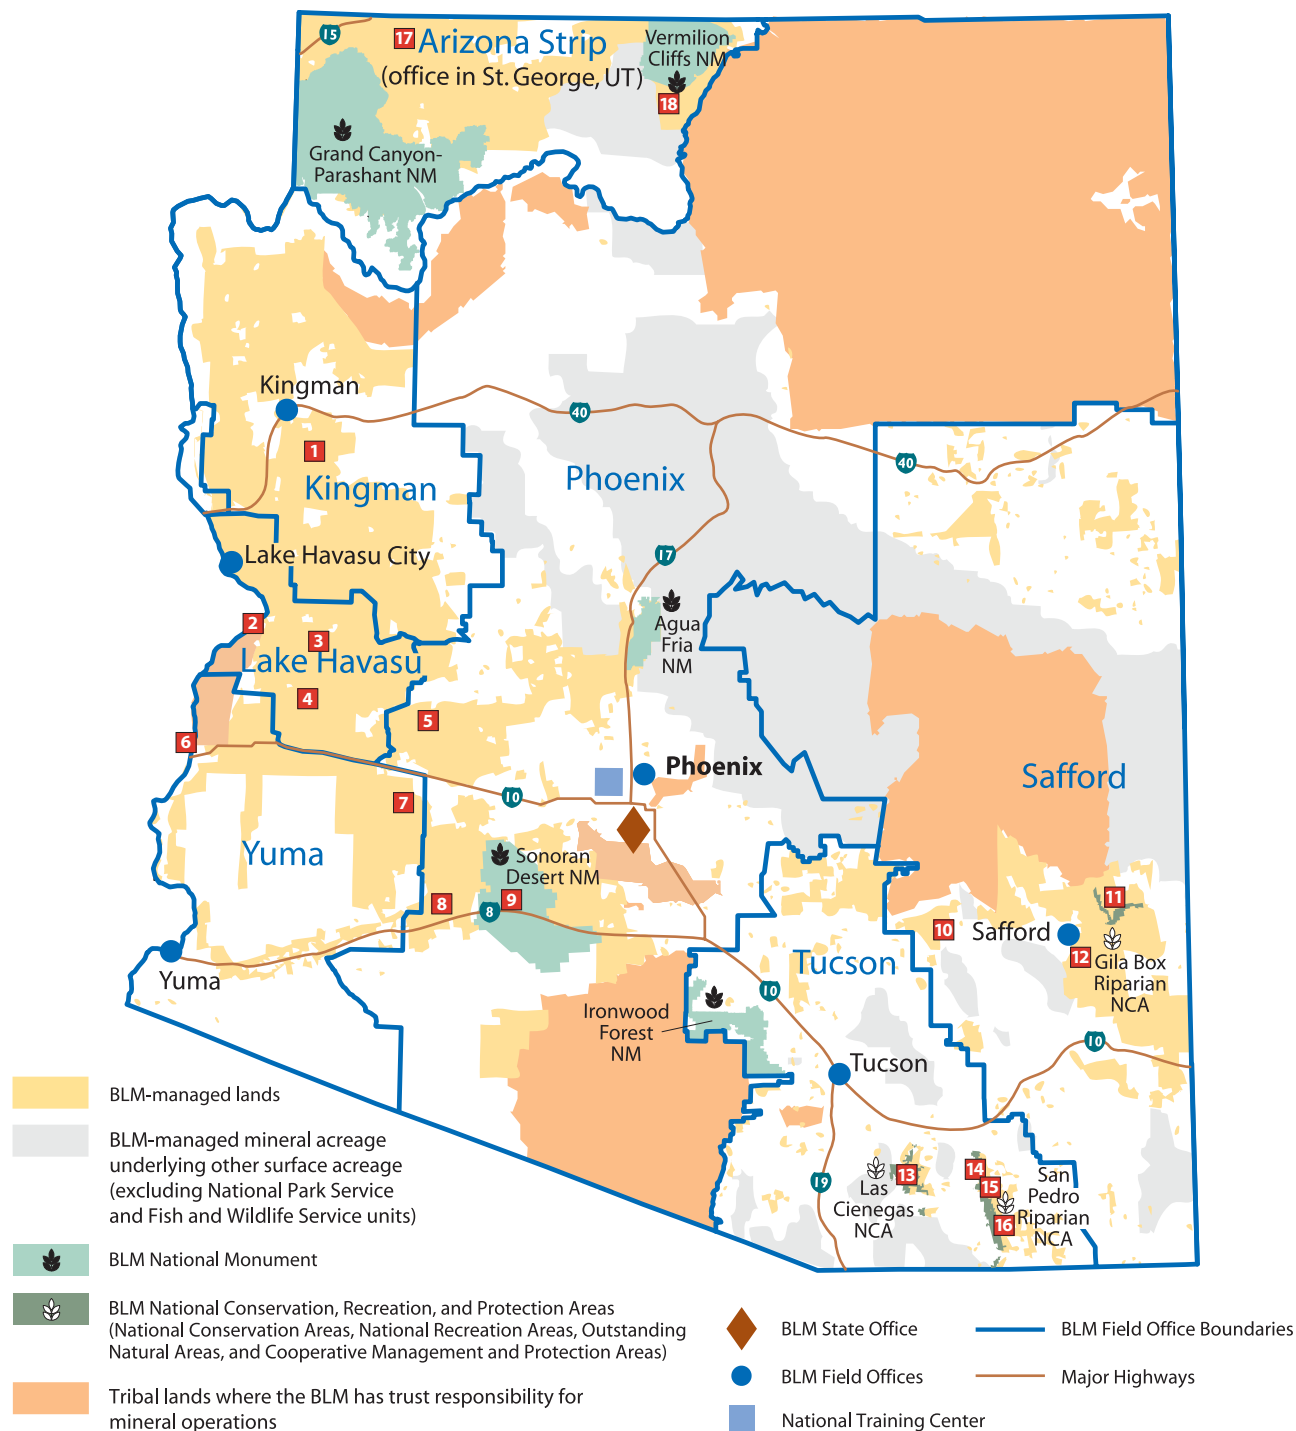 15
17
Arizona Strip
(office in St. George, UT)
Vermilion
Cliffs NM
18
Grand Canyon-
Parashant NM
Kingman
40
1
Kingman
Phoenix
40
Lake Havasu City
17
2
3
Lake Havasu
Agua
Fria
NM
4
5
6
Phoenix
Safford
7
10
Yuma
Sonoran
Desert NM
8
9
8
10
Safford
11
12
Gila Box
Riparian
NCA
Yuma
Tucson
10
Ironwood
Forest
NM
10
Tucson
19
13
Las
Cienegas
NCA
14
15
16
San
Pedro
Riparian
NCA
BLM-managed lands
BLM-managed mineral acreage
underlying other surface acreage
(excluding National Park Service
and Fish and Wildlife Service units)
BLM National Monument
BLM National Conservation, Recreation, and Protection Areas
(National Conservation Areas, National Recreation Areas, Outstanding
Natural Areas, and Cooperative Management and Protection Areas)
Tribal lands where the BLM has trust responsibility for
mineral operations
BLM State Office
BLM Field Offices
National Training Center
BLM Field Office Boundaries
Major Highways